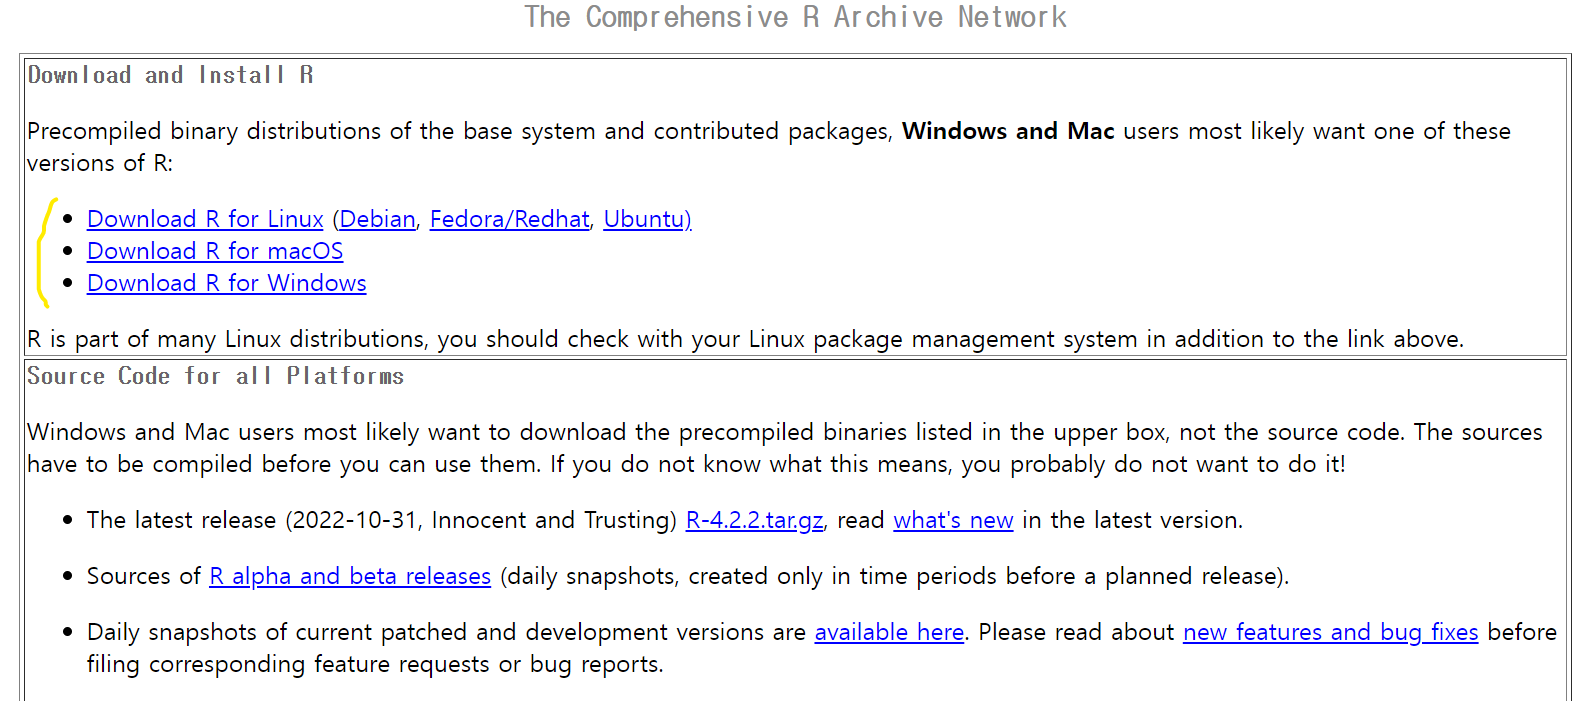 The Comprehensive R Archive Network
Download and Install R
Precompiled binary distributions of the base system and contributed packages, Windows and Mac users most likely want one of these
versions of R:
Download R for Linux (Debian, Fedora/Redhat, Ubuntu)
Download R for macOS
Download R for Windows
R is part of many Linux distributions, you should check with your Linux package management system in addition to the link above.
Source Code for all Platforms
Windows and Mac users most likely want to download the precompiled binaries listed in the upper box, not the source code. The sources
have to be compiled before you can use them. If you do not know what this means, you probably do not want to do it!
The latest release (2022-10-31, Innocent and Trusting) R-4.2.2.tar.gz, read what's new in the latest version.
Sources of R alpha and beta releases (daily snapshots, created only in time periods before a planned release).
Daily snapshots of current patched and development versions are available here. Please read about new features and bug fixes before
filing corresponding feature requests or bug reports.